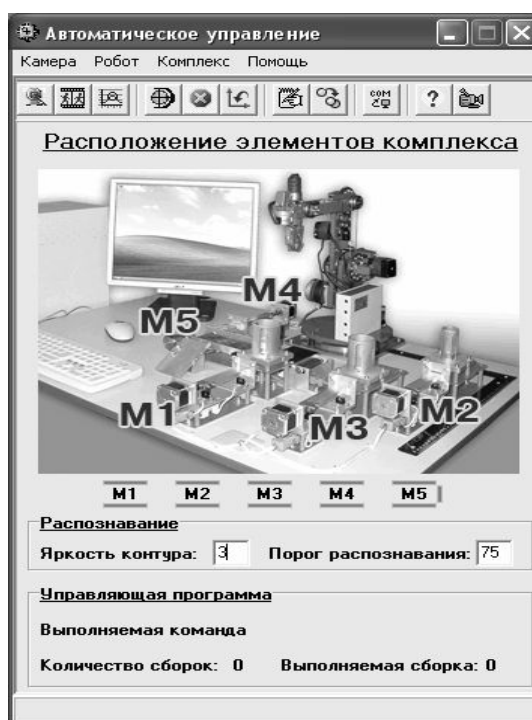 Автоматическое управление
Камера Робот Комплекс Помощь
COM
?
Расположение элементов комплекса
M4
M5
M1
M3
M2
M1 M2 M3 M4 M5
Распознавание
Яркость контура: 3 Порог распознавания: 75
Управляющая программа
Выполняемая команда
Количество сборок: 0 Выполняемая сборка: 0